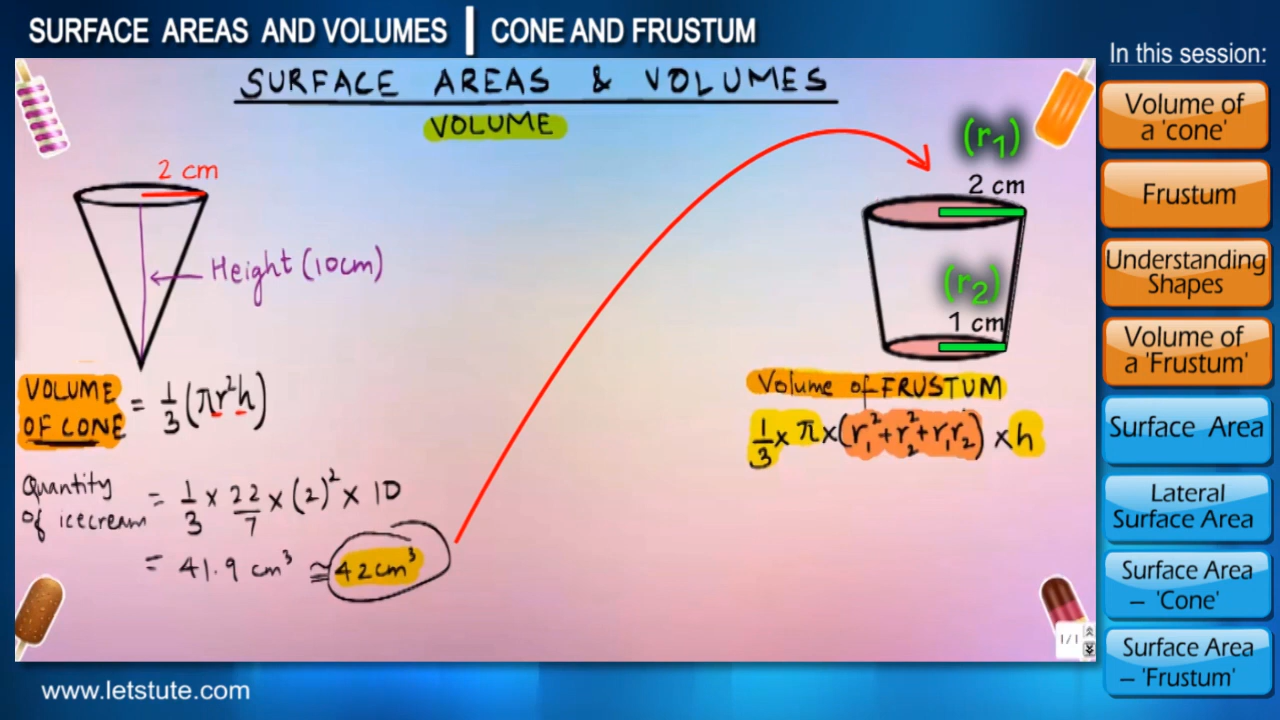 SURFACE AREAS AND VOLUMES | CONE AND FRUSTUM
In this session:
SURFACE AREAS & VOLUMES
VOLUME
2 cm
Height (10cm)
VOLUME
OF CONE = 1/3 (πr²h)
Quantity
of icecream = 1/3 × 22/7 × (2)² × 10
= 41.9 cm³ ≅ 42cm³
(r₁)
2 cm
(r₂)
1 cm
Volume of FRUSTUM
1/3 × π × (r₁² + r₂² + r₁r₂) × h
1/1
Volume of
a 'cone'
Frustum
Understanding
Shapes
Volume of
a 'Frustum'
Surface Area
Lateral
Surface Area
Surface Area
– 'Cone'
Surface Area
– 'Frustum'
www.letstute.com